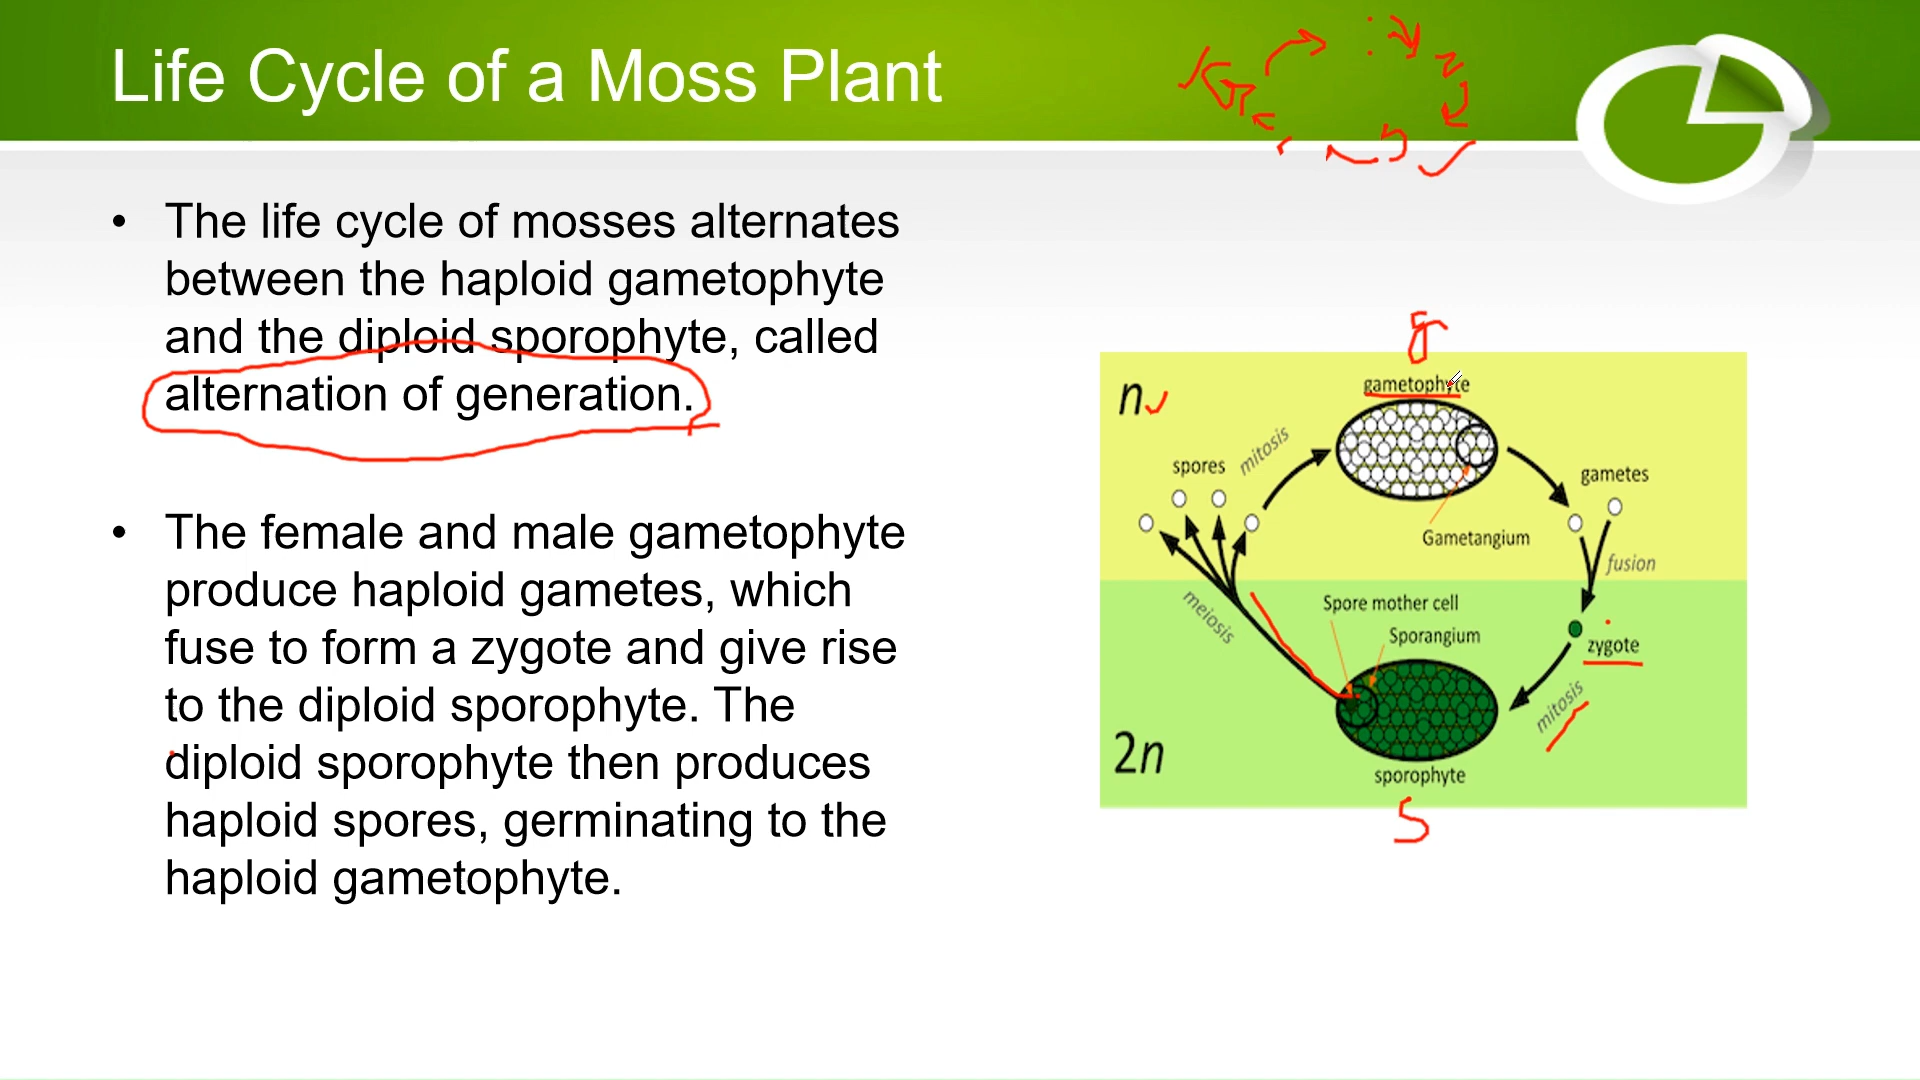 Life Cycle of a Moss Plant
• The life cycle of mosses alternates
between the haploid gametophyte
and the diploid sporophyte, called
alternation of generation.
• The female and male gametophyte
produce haploid gametes, which
fuse to form a zygote and give rise
to the diploid sporophyte. The
diploid sporophyte then produces
haploid spores, germinating to the
haploid gametophyte.
n
gametophyte
spores
mitosis
gametes
Gametangium
fusion
meiosis
Spore mother cell
Sporangium
zygote
mitosis
2n
sporophyte
S